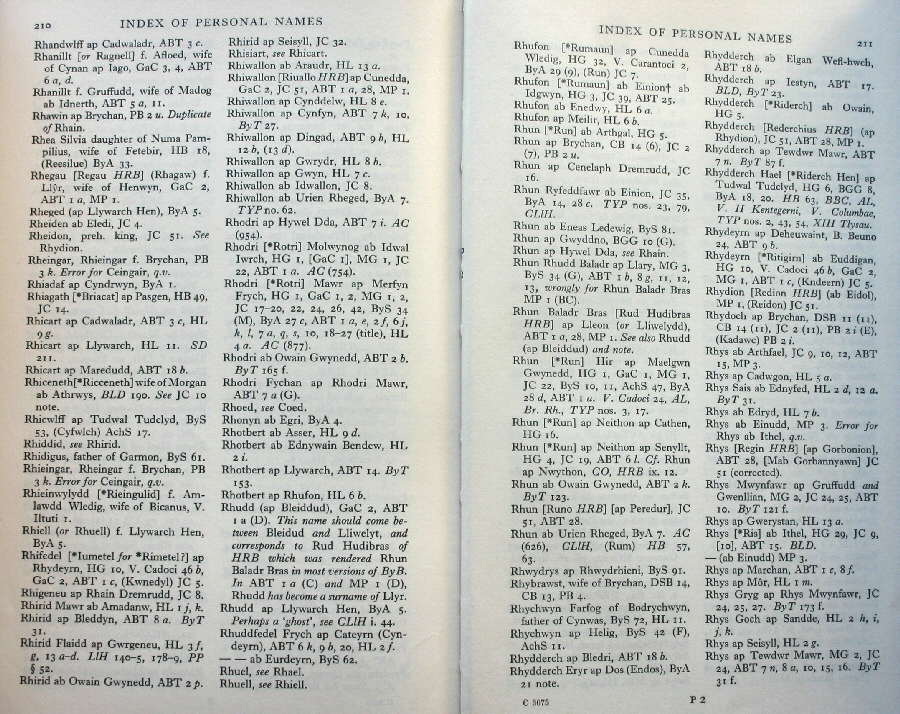 210
INDEX OF PERSONAL NAMES
Rhandwlff ap Cadwaladr, ABT 3 c.
Rhanillt [or Ragnell] f. Afloed, wife
of Cynan ap Iago, GaC 3, 4, ABT
6 a, d.
Rhanillt f. Gruffudd, wife of Madog
ab Idnerth, ABT 5 a, 11.
Rhawin ap Brychan, PB 2 u. Duplicate
of Rhun.
Rhea Silvia daughter of Numa Pam-
pilius, wife of Fetebir, HB 18,
(Reesilue) ByA 33.
Rhegau [Regau HRB] (Rhagaw) f.
Llŷr, wife of Henwyn, GaC 2,
ABT 1 a, MP 1.
Rheged (ap Llywarch Hen), ByA 5.
Rheiden ab Eledi, JC 4.
Rheidon, preh. king, JC 51. See
Rhydion.
Rheingar, Rhieingar f. Brychan, PB
3 k. Error for Ceingair, q.v.
Rhiadaf ap Cyndrwyn, ByA 1.
Rhiagath [*Briacat] ap Pasgen, HB 49,
JC 14.
Rhicart ap Cadwaladr, ABT 3 c, HL
9 g.
Rhicart ap Llywarch, HL 11. SD
211.
Rhicart ap Maredudd, ABT 18 b.
Rhiceneth[*Ricceneth] wife of Morgan
ab Athrwys, BLD 190. See JC 10
note.
Rhicwlff ap Tudwal Tudclyd, ByS
53, (Cyfwlch) AchS 17.
Rhiddid, see Rhirid.
Rhidigus, father of Garmon, ByS 61.
Rhieingar, Rheingar f. Brychan, PB
3 k. Error for Ceingair, q.v.
Rhieinwylydd [*Rieingulid] f. Am-
lawdd Wledig, wife of Bicanus, V.
Iltuti 1.
Rhiell (or Rhuell) f. Llywarch Hen,
ByA 5.
Rhifedel [*Iumetel for *Rimetel?] ap
Rhydeyrn, HG 10, V. Cadoci 46 b,
GaC 2, ABT 1 c, (Kwnedyl) JC 5.
Rhigeneu ap Rhain Dremrudd, JC 8.
Rhirid Mawr ab Amadanw, HL 1 j, k.
Rhirid ap Bleddyn, ABT 8 a. ByT
31.
Rhirid Flaidd ap Gwrgeneu, HL 3 f,
g, 13 a-d. LlH 140-5, 178-9, PP
§ 52.
Rhirid ab Owain Gwynedd, ABT 2 p.
Rhirid ap Seisyll, JC 32.
Rhisiart, see Rhicart.
Rhiwallon ab Araudr, HL 13 a.
Rhiwallon [Riuallo HRB] ap Cunedda,
GaC 2, JC 51, ABT 1 a, 28, MP 1.
Rhiwallon ap Cynddelw, HL 8 e.
Rhiwallon ap Cynfyn, ABT 7 k, 10,
ByT 27.
Rhiwallon ap Dingad, ABT 9 b, HL
12 b, (13 d).
Rhiwallon ap Gwrydr, HL 8 b.
Rhiwallon ap Gwyn, HL 7 c.
Rhiwallon ab Idwallon, JC 8.
Rhiwallon ab Urien Rheged, ByA 7.
TYP no. 62.
Rhodri ap Hywel Dda, ABT 7 i. AC
(954).
Rhodri [*Rotri] Molwynog ab Idwal
Iwrch, HG 1, [GaC 1], MG 1, JC
22, ABT 1 a. AC (754).
Rhodri [*Rotri] Mawr ap Merfyn
Frych, HG 1, GaC 1, 2, MG 1, 2,
JC 17-20, 22, 24, 26, 42, ByS 34
(M), ByA 27 c, ABT 1 a, e, 2 f, 6 j,
k, l, 7 a, q, s, 10, 18-27 (title), HL
4 a. AC (877).
Rhodri ab Owain Gwynedd, ABT 2 b.
ByT 165 f.
Rhodri Fychan ap Rhodri Mawr,
ABT 7 a (G).
Rhoed, see Coed.
Rhonyn ab Egri, ByA 4.
Rhotbert ab Asser, HL 9 d.
Rhotbert ab Ednywain Bendew, HL
2 i.
Rhotbert ap Llywarch, ABT 14. ByT
153.
Rhotbert ap Rhufon, HL 6 b.
Rhudd (ap Bleiddud), GaC 2, ABT
1 a (D). This name should come be-
tween Bleidud and Lliwelyt, and
corresponds to Rud Hudibras of
HRB which was rendered Rhun
Baladr Bras in most versions of ByB.
In ABT 1 a (C) and MP 1 (D),
Rhudd has become a surname of Llyr.
Rhudd ap Llywarch Hen, ByA 5.
Perhaps a 'ghost', see CLlH i. 44.
Rhuddfedel Frych ap Cateyrn (Cyn-
deyrn), ABT 6 k, 9 b, 20, HL 2 f.
— — ab Eurdeyrn, ByS 62.
Rhuel, see Rhael.
Rhuell, see Rhiell.
INDEX OF PERSONAL NAMES
211
Rhufon [*Rumaun] ap Cunedda
Wledig, HG 32, V. Carantoci 2,
ByA 29 (9), (Run) JC 7.
Rhufon [*Rumaun] ab Einion† ab
Idgwyn, HG 3, JC 39, ABT 25.
Rhufon ab Enedwy, HL 6 a.
Rhufon ap Meihr, HL 6 b.
Rhun [*Run] ab Arthgal, HG 5.
Rhun ap Brychan, CB 14 (6), JC 2
(7), PB 2 u.
Rhun ap Cenelaph Dremrudd, JC
16.
Rhun Ryfeddfawr ab Einion, JC 35,
ByA 14, 28 c. TYP nos. 23, 79,
CLlH.
Rhun ab Eneas Ledewig, ByS 81.
Rhun ap Gwyddno, BGG 10 (G).
Rhun ap Hywel Dda, see Rhain.
Rhun Rhudd Baladr ap Llary, MG 3,
ByS 34 (G), ABT 1 b, 8 g, 11, 12,
13, wrongly for Rhun Baladr Bras
MP 1 (BC).
Rhun Baladr Bras [Rud Hudibras
HRB] ap Lleon (or Lliwelyd),
ABT 1 a, 28, MP 1. See also Rhudd
(ap Bleiddud) and note.
Rhun [*Run] Hir ap Maelgwn
Gwynedd, HG 1, GaC 1, MG 1,
JC 22, ByS 10, 11, AchS 47, ByA
28 d, ABT 1 u. V. Cadoci 24, AL,
Br. Rh., TYP nos. 3, 17.
Rhun [*Run] ap Neithon ap Cathen,
HG 16.
Rhun [*Run] ap Neithon ap Senyllt,
HG 4, JC 19, ABT 6 l. Cf. Rhun
ap Nwython, CO, HRB ix. 12.
Rhun ab Owain Gwynedd, ABT 2 k.
ByT 123.
Rhun [Runo HRB] [ap Peredur], JC
51, ABT 28.
Rhun ab Urien Rheged, ByA 7. AC
(626), CLlH, (Rum) HB 57,
63.
Rhwydrys ap Rhwydrhieni, ByS 91.
Rhybrawst, wife of Brychan, DSB 14,
CB 13, PB 4.
Rhychwyn Farfog of Bodrychwyn,
father of Cynwas, ByS 72, HL 11.
Rhychwyn ap Helig, ByS 42 (F),
AchS 11.
Rhydderch ap Bledri, ABT 18 b.
Rhydderch Eryr ap Dos (Endos), ByA
21 note.
Rhydderch ab Elgan Wefl-hwch,
ABT 18 b.
Rhydderch ap Iestyn, ABT 17.
BLD, ByT 23.
Rhydderch [*Riderch] ab Owain,
HG 5.
Rhydderch [Rederchius HRB] (ap
Rhydion), JC 51, ABT 28, MP 1.
Rhydderch ap Tewdwr Mawr, ABT
7 n. ByT 87 f.
Rhydderch Hael [*Riderch Hen] ap
Tudwal Tudclyd, HG 6, BGG 8,
ByA 18, 20. HB 63, BBC, AL,
V. II Kentegerni, V. Columbae,
TYP nos. 2, 43, 54, XIII Tlysau.
Rhydeyrn ap Deheuwaint, B. Beuno
24, ABT 9 b.
Rhydeyrn [*Ritigirn] ab Euddigan,
HG 10, V. Cadoci 46 b, GaC 2,
MG 1, ABT 1 c, (Kndeern) JC 5.
Rhydion [Redion HRB] (ab Eidol),
MP 1, (Reidon) JC 51.
Rhydoch ap Brychan, DSB 11 (11),
CB 14 (11), JC 2 (11), PB 2 i (E),
(Kadawc) PB 2 i.
Rhys ab Arthfael, JC 9, 10, 12, ABT
15, MP 3.
Rhys ap Cadwgon, HL 5 a.
Rhys Sais ab Ednyfed, HL 2 d, 12 a.
ByT 31.
Rhys ab Edryd, HL 7 b.
Rhys ab Einudd, MP 3. Error for
Rhys ab Ithel, q.v.
Rhys [Regin HRB] [ap Gorbonion],
ABT 28, [Mab Gorhannyawn] JC
51 (corrected).
Rhys Mwynfawr ap Gruffudd and
Gwenllian, MG 2, JC 24, 25, ABT
10. ByT 121 f.
Rhys ap Gwerystan, HL 13 a.
Rhys [*Ris] ab Ithel, HG 29, JC 9,
[10], ABT 15. BLD.
— (ab Einudd) MP 3.
Rhys ap Marchan, ABT 1 c, 8 f.
Rhys ap Môr, HL 1 m.
Rhys Gryg ap Rhys Mwynfawr, JC
24, 25, 27. ByT 173 f.
Rhys Goch ap Sandde, HL 2 h, i,
j, k.
Rhys ap Seisyll, HL 2 g.
Rhys ap Tewdwr Mawr, MG 2, JC
24, ABT 7 n, 8 a, 10, 15, 16. ByT
31 f.
C 3075
P 2